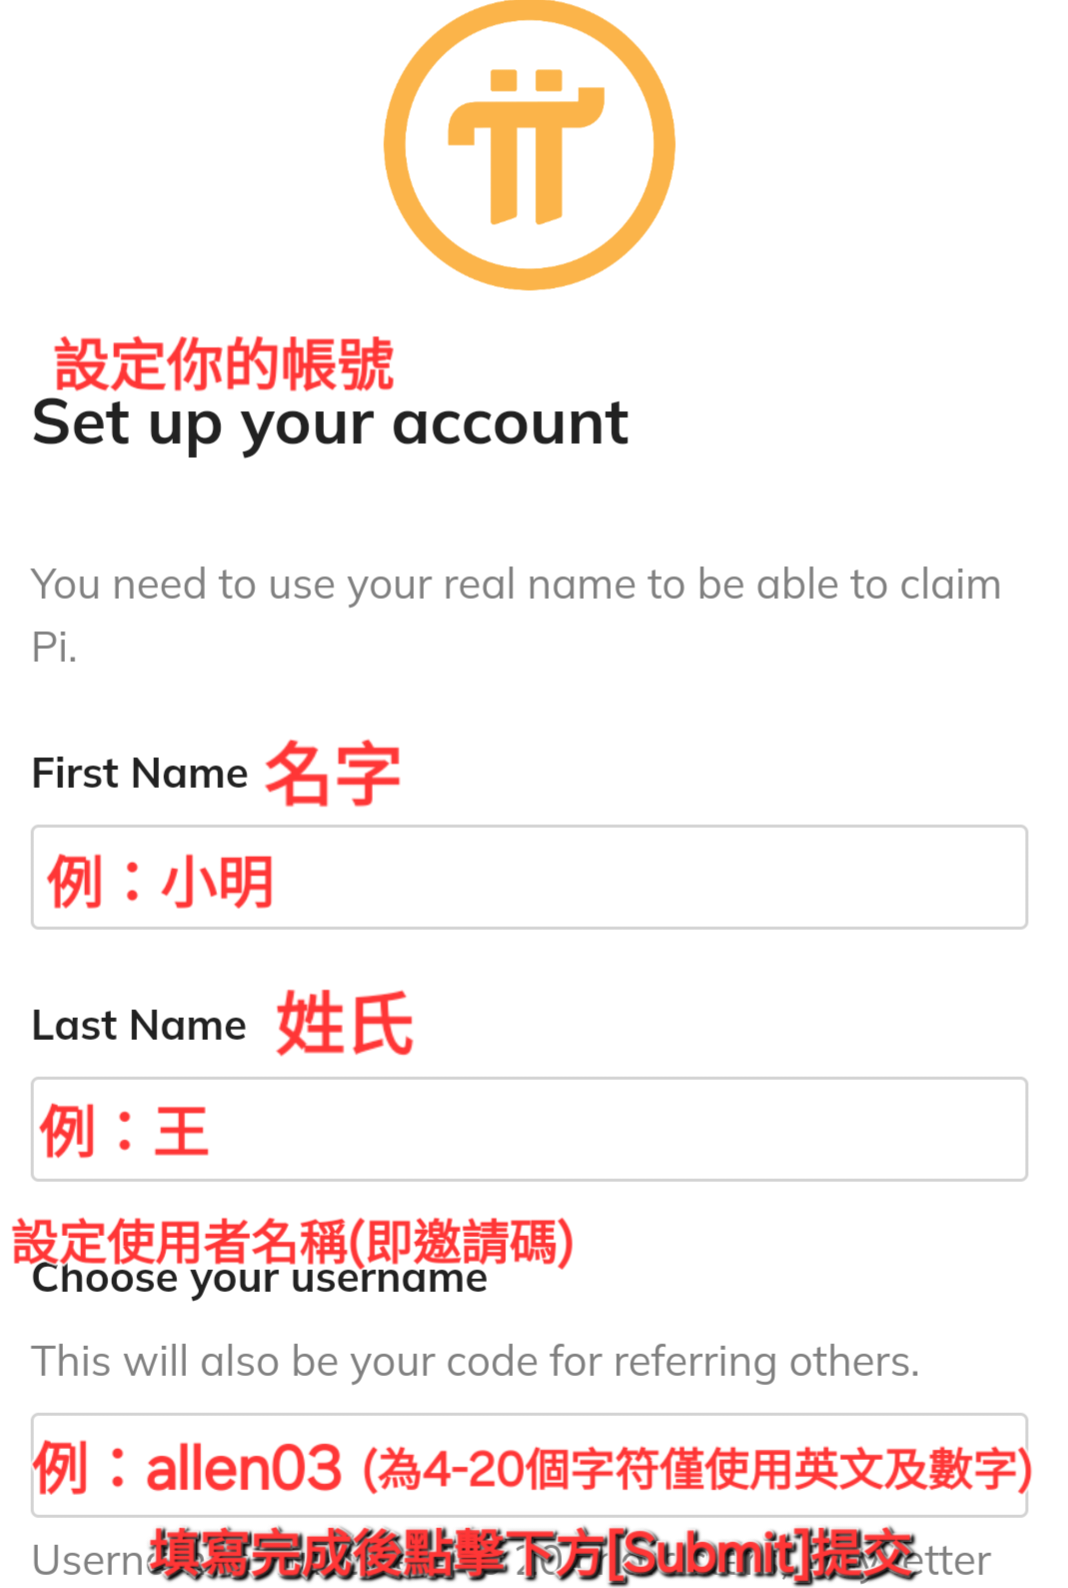 設定你的帳號
Set up your account
You need to use your real name to be able to claim
Pi.
First Name 名字
例：小明
Last Name 姓氏
例：王
設定使用者名稱(即邀請碼)
Choose your username
This will also be your code for referring others.
例：allen03 (為4-20個字符僅使用英文及數字)
填寫完成後點擊下方[Submit]提交